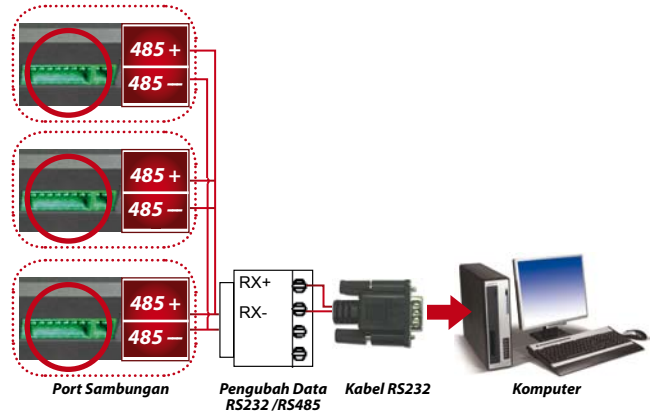 485 +
485 —
485 +
485 —
485 +
485 —
RX+
RX-
Port Sambungan
Pengubah Data
RS232 /RS485
Kabel RS232
Komputer